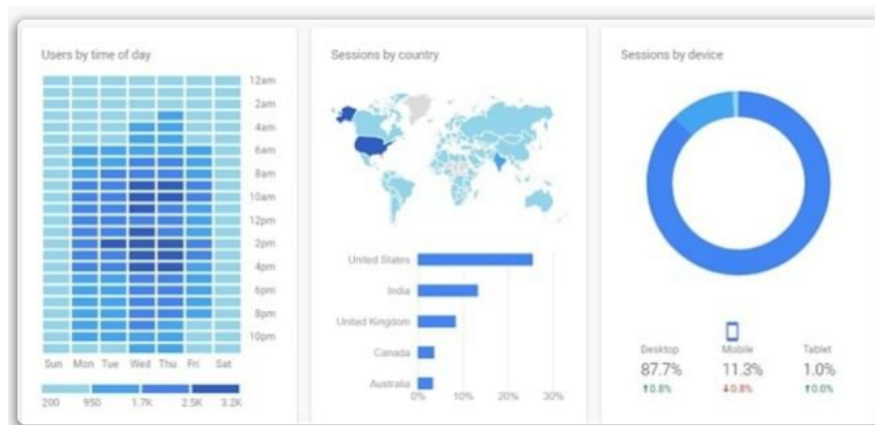 Users by time of day
12am
2am
4am
6am
8am
10am
12pm
2pm
4pm
6pm
8pm
10pm
Sun Mon Tue Wed Thu Fri Sat
200 950 1.7K 2.5K 3.2K
Sessions by country
United States
India
United Kingdom
Canada
Australia
0% 10% 20% 30%
Sessions by device
Desktop Mobile Tablet
87.7% 11.3% 1.0%
↑0.8% ↓0.8% ↑0.0%